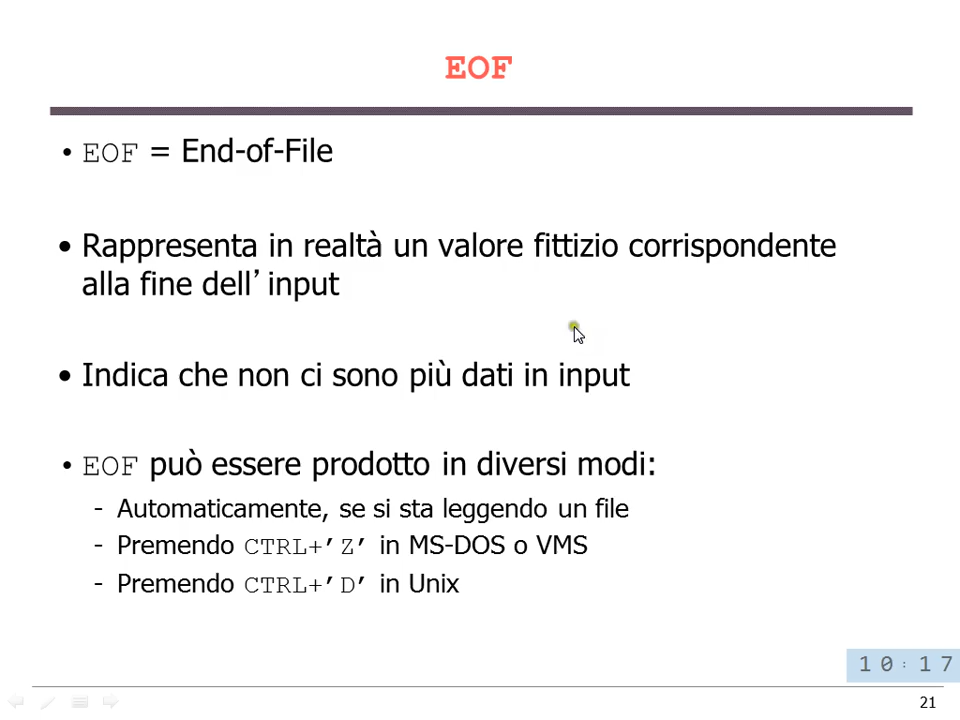 EOF
• EOF = End-of-File
• Rappresenta in realtà un valore fittizio corrispondente
alla fine dell’input
• Indica che non ci sono più dati in input
• EOF può essere prodotto in diversi modi:
- Automaticamente, se si sta leggendo un file
- Premendo CTRL+’Z’ in MS-DOS o VMS
- Premendo CTRL+’D’ in Unix
10:17
21